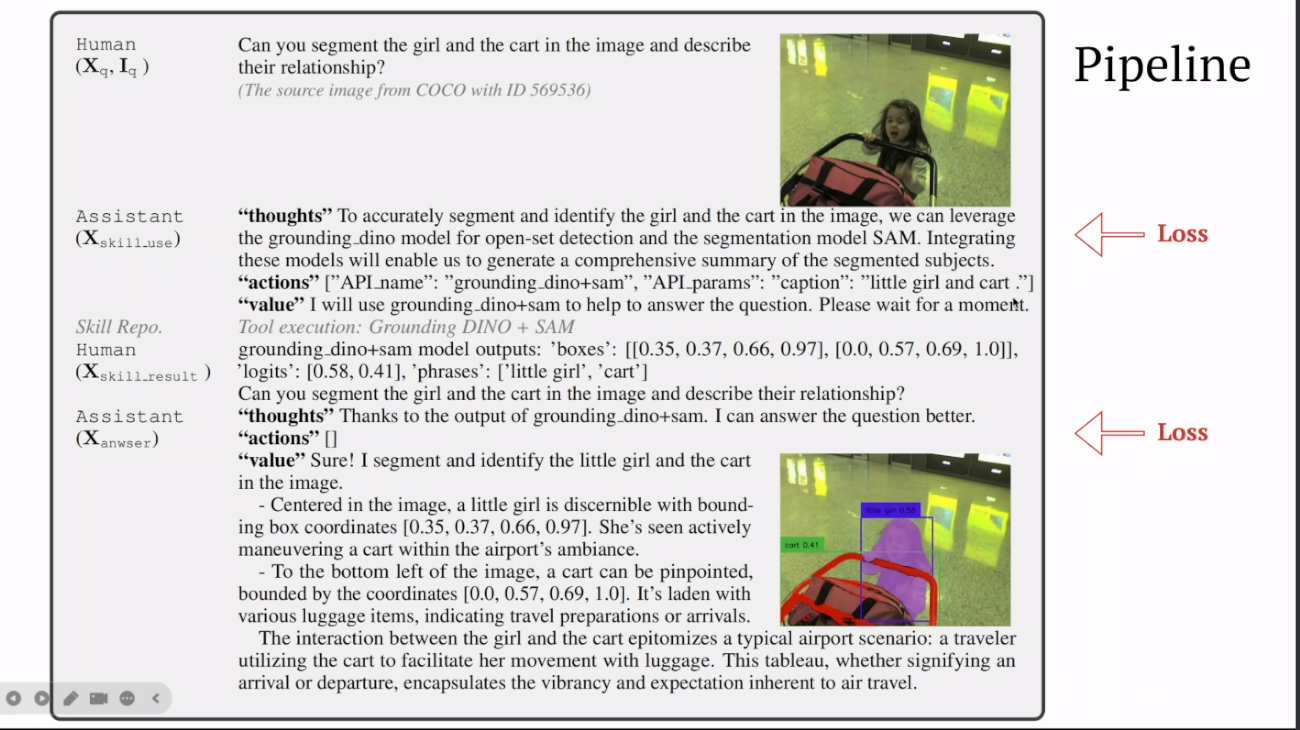 Pipeline
Human
(X_q, I_q )
Can you segment the girl and the cart in the image and describe
their relationship?
(The source image from COCO with ID 569536)
Assistant
(X_skill_use)
“thoughts” To accurately segment and identify the girl and the cart in the image, we can leverage
the grounding_dino model for open-set detection and the segmentation model SAM. Integrating
these models will enable us to generate a comprehensive summary of the segmented subjects.
“actions” [”API_name”: ”grounding_dino+sam”, ”API_params”: ”caption”: ”little girl and cart .”]
“value” I will use grounding_dino+sam to help to answer the question. Please wait for a moment.
Loss
Skill Repo.
Tool execution: Grounding DINO + SAM
Human
(X_skill_result )
grounding_dino+sam model outputs: ’boxes’: [[0.35, 0.37, 0.66, 0.97], [0.0, 0.57, 0.69, 1.0]],
’logits’: [0.58, 0.41], ’phrases’: [’little girl’, ’cart’]
Can you segment the girl and the cart in the image and describe their relationship?
Assistant
(X_anwser)
“thoughts” Thanks to the output of grounding_dino+sam. I can answer the question better.
“actions” []
Loss
“value” Sure! I segment and identify the little girl and the cart
in the image.
- Centered in the image, a little girl is discernible with bound-
ing box coordinates [0.35, 0.37, 0.66, 0.97]. She’s seen actively
maneuvering a cart within the airport’s ambiance.
- To the bottom left of the image, a cart can be pinpointed,
bounded by the coordinates [0.0, 0.57, 0.69, 1.0]. It’s laden with
various luggage items, indicating travel preparations or arrivals.
little girl 0.58
cart 0.41
The interaction between the girl and the cart epitomizes a typical airport scenario: a traveler
utilizing the cart to facilitate her movement with luggage. This tableau, whether signifying an
arrival or departure, encapsulates the vibrancy and expectation inherent to air travel.